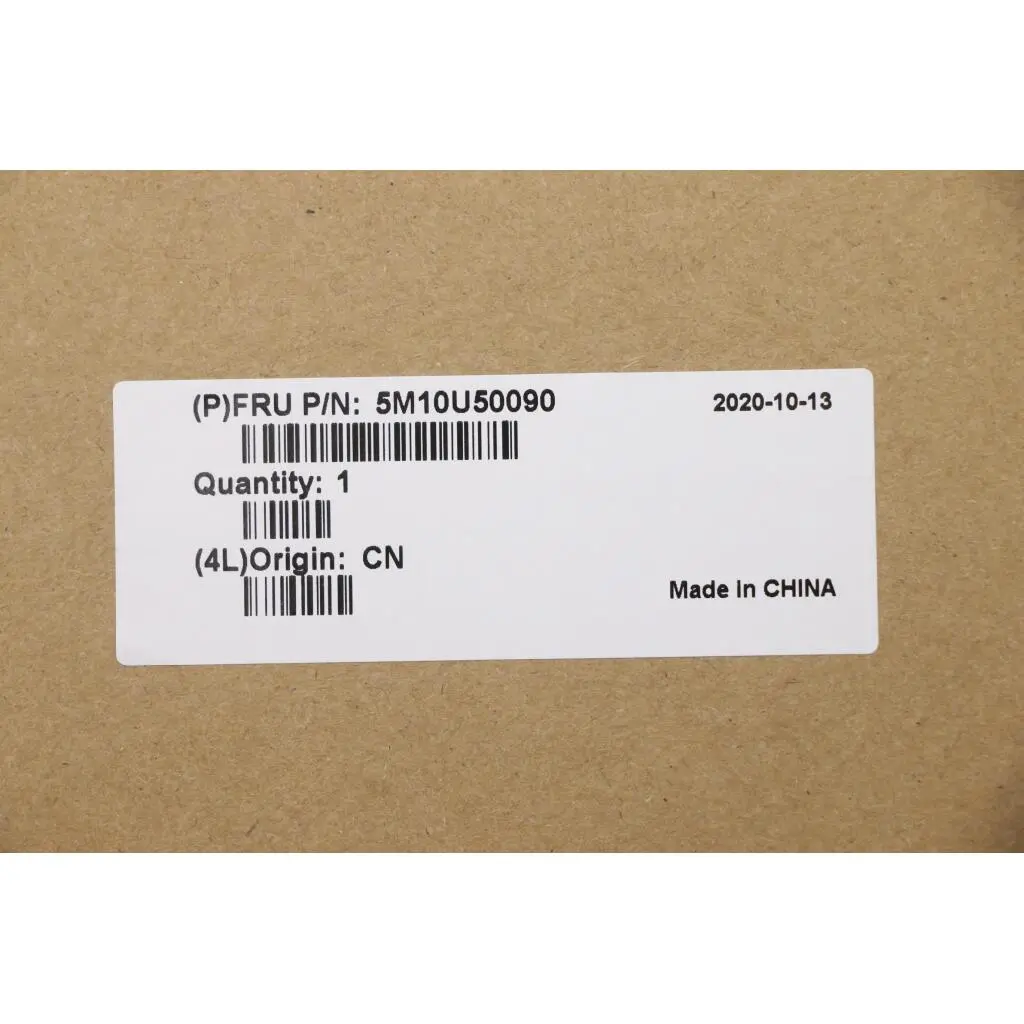 (P)FRU P/N: 5M10U50090
2020-10-13
Quantity: 1
(4L)Origin: CN
Made In CHINA